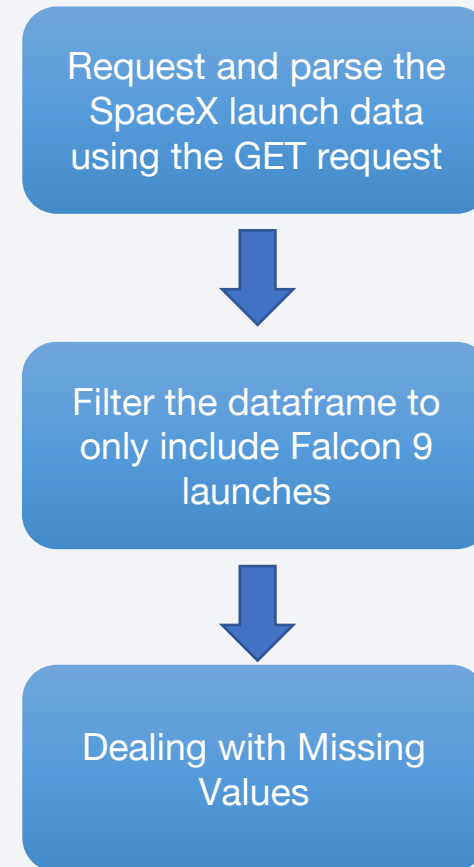 Request and parse the
SpaceX launch data
using the GET request
Filter the dataframe to
only include Falcon 9
launches
Dealing with Missing
Values